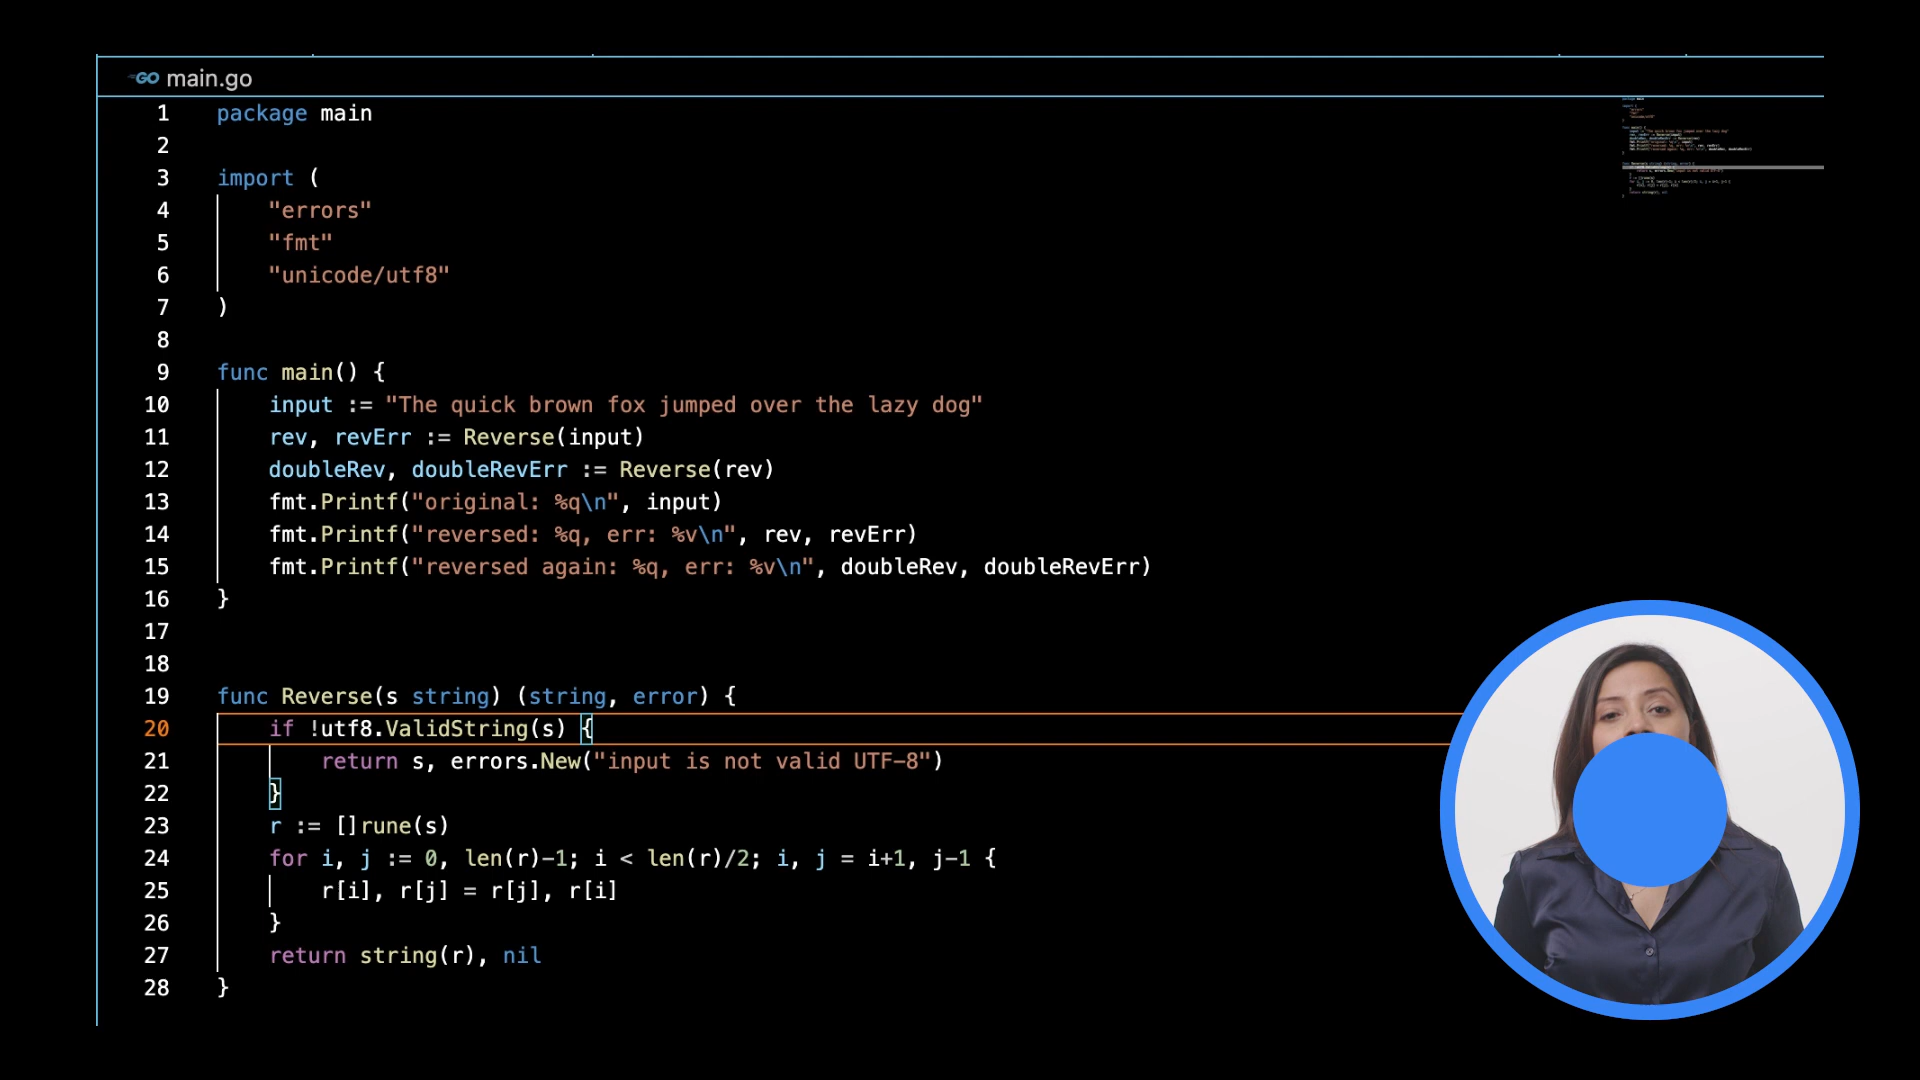 GO main.go
1 package main
2
3 import (
4 "errors"
5 "fmt"
6 "unicode/utf8"
7 )
8
9 func main() {
10 input := "The quick brown fox jumped over the lazy dog"
11 rev, revErr := Reverse(input)
12 doubleRev, doubleRevErr := Reverse(rev)
13 fmt.Printf("original: %q\n", input)
14 fmt.Printf("reversed: %q, err: %v\n", rev, revErr)
15 fmt.Printf("reversed again: %q, err: %v\n", doubleRev, doubleRevErr)
16 }
17
18
19 func Reverse(s string) (string, error) {
20 if !utf8.ValidString(s) {
21 return s, errors.New("input is not valid UTF-8")
22 }
23 r := []rune(s)
24 for i, j := 0, len(r)-1; i < len(r)/2; i, j = i+1, j-1 {
25 r[i], r[j] = r[j], r[i]
26 }
27 return string(r), nil
28 }